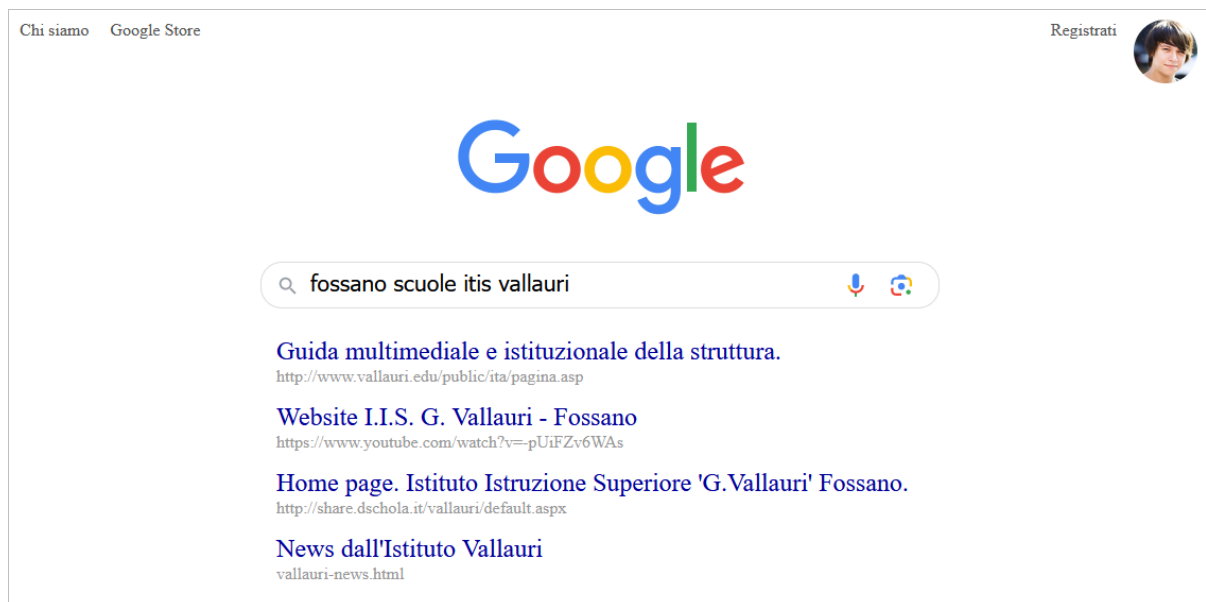 Chi siamo Google Store Registrati
Google
fossano scuole itis vallauri
Guida multimediale e istituzionale della struttura.
http://www.vallauri.edu/public/ita/pagina.asp
Website I.I.S. G. Vallauri - Fossano
https://www.youtube.com/watch?v=-pUiFZv6WAs
Home page. Istituto Istruzione Superiore 'G.Vallauri' Fossano.
http://share.dschola.it/vallauri/default.aspx
News dall'Istituto Vallauri
vallauri-news.html